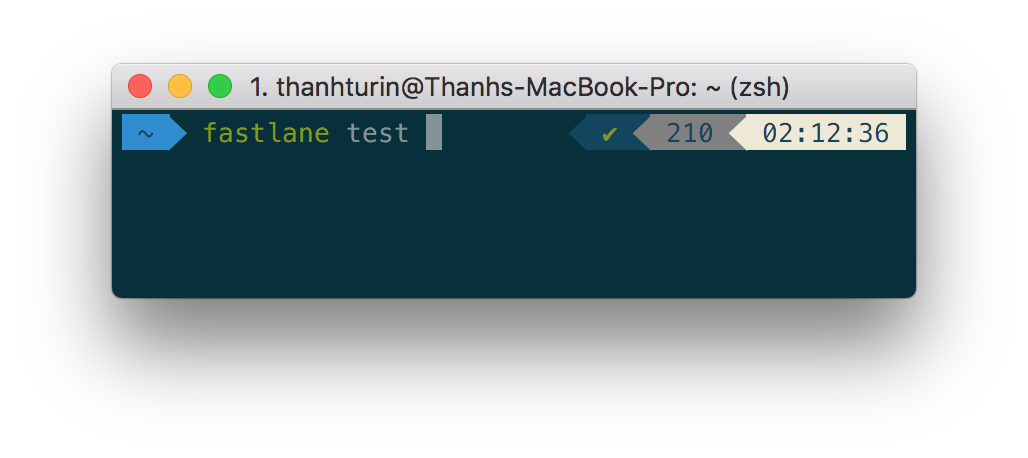 1. thanhturin@Thanhs-MacBook-Pro: ~ (zsh)
~ fastlane test ✔ 210 02:12:36